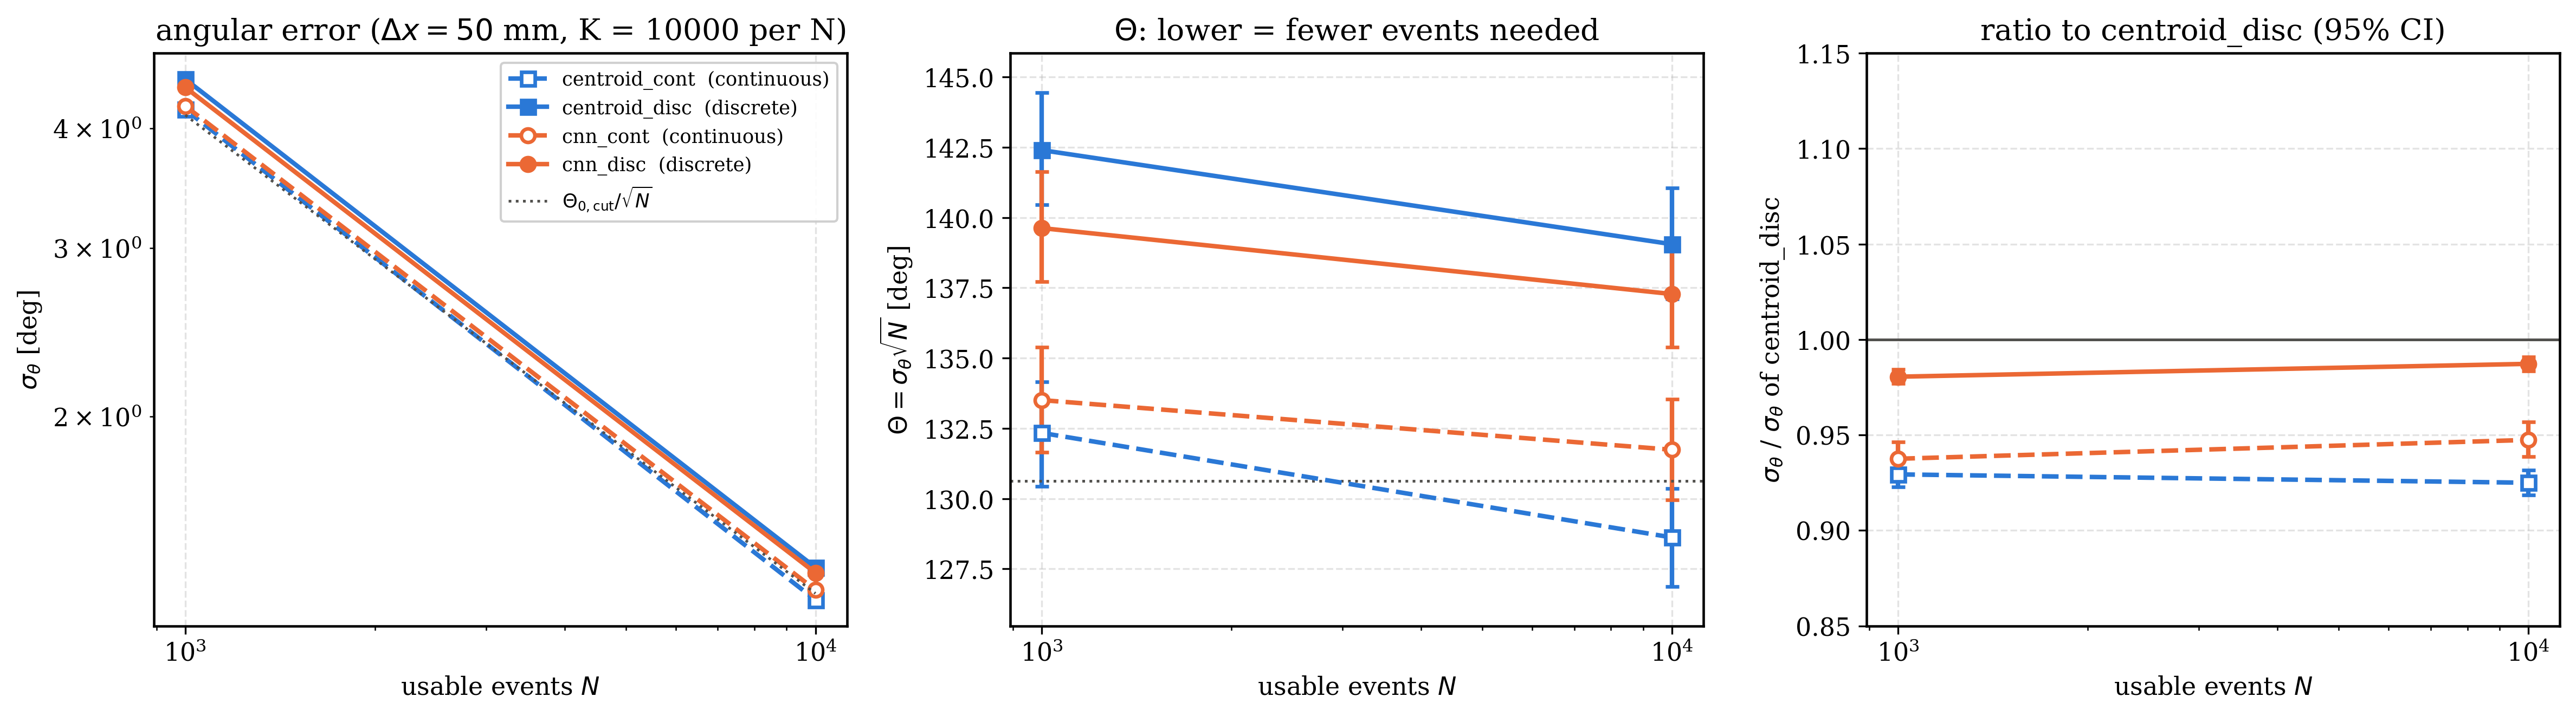 angular error (Δx = 50 mm, K = 10000 per N)
σ_θ [deg]
4 × 10⁰
3 × 10⁰
2 × 10⁰
centroid_cont (continuous)
centroid_disc (discrete)
cnn_cont (continuous)
cnn_disc (discrete)
Θ_{0,cut}/√N
10³
10⁴
usable events N
Θ: lower = fewer events needed
Θ = σ_θ√N [deg]
145.0
142.5
140.0
137.5
135.0
132.5
130.0
127.5
10³
10⁴
usable events N
ratio to centroid_disc (95% CI)
σ_θ / σ_θ of centroid_disc
1.15
1.10
1.05
1.00
0.95
0.90
0.85
10³
10⁴
usable events N